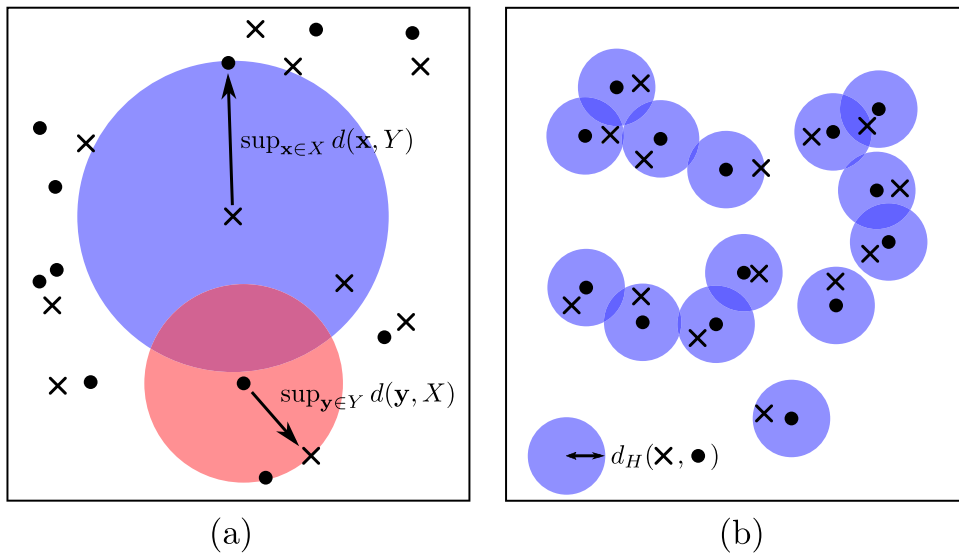 sup_{𝐱∈X} d(𝐱, Y)
sup_{𝐲∈Y} d(𝐲, X)
d_H(×, ●)
(a)
(b)